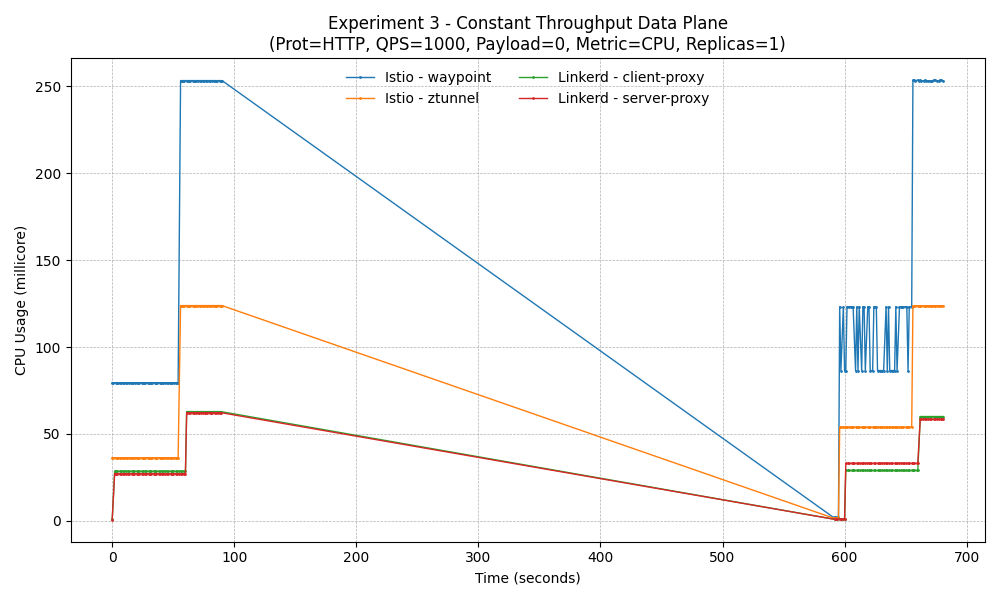 Experiment 3 - Constant Throughput Data Plane
(Prot=HTTP, QPS=1000, Payload=0, Metric=CPU, Replicas=1)
Istio - waypoint
Istio - ztunnel
Linkerd - client-proxy
Linkerd - server-proxy
CPU Usage (millicore)
250
200
150
100
50
0
0 100 200 300 400 500 600 700
Time (seconds)